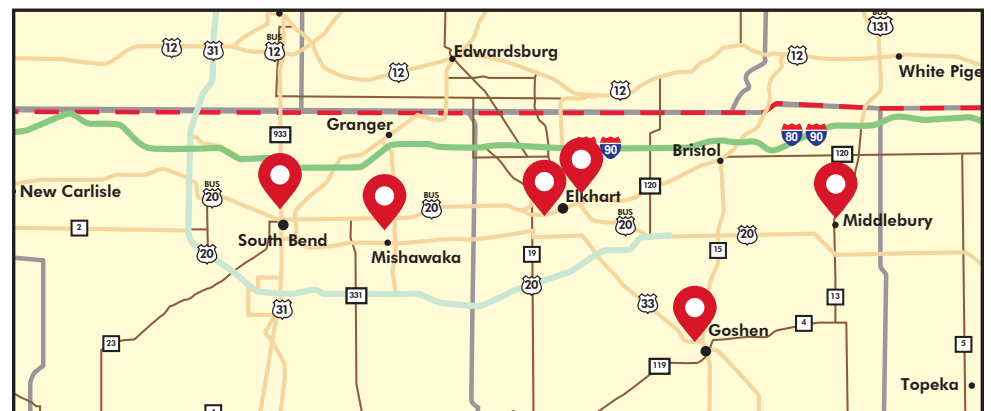 BUS
131
12
31
BUS
12
12
Edwardsburg
12
12
White Pige
933
Granger
80
90
90
Bristol
120
New Carlisle
BUS
20
BUS
20
Elkhart
120
2
South Bend
20
Mishawaka
BUS
20
15
20
Middlebury
19
20
331
31
33
13
23
Goshen
4
5
119
Topeka